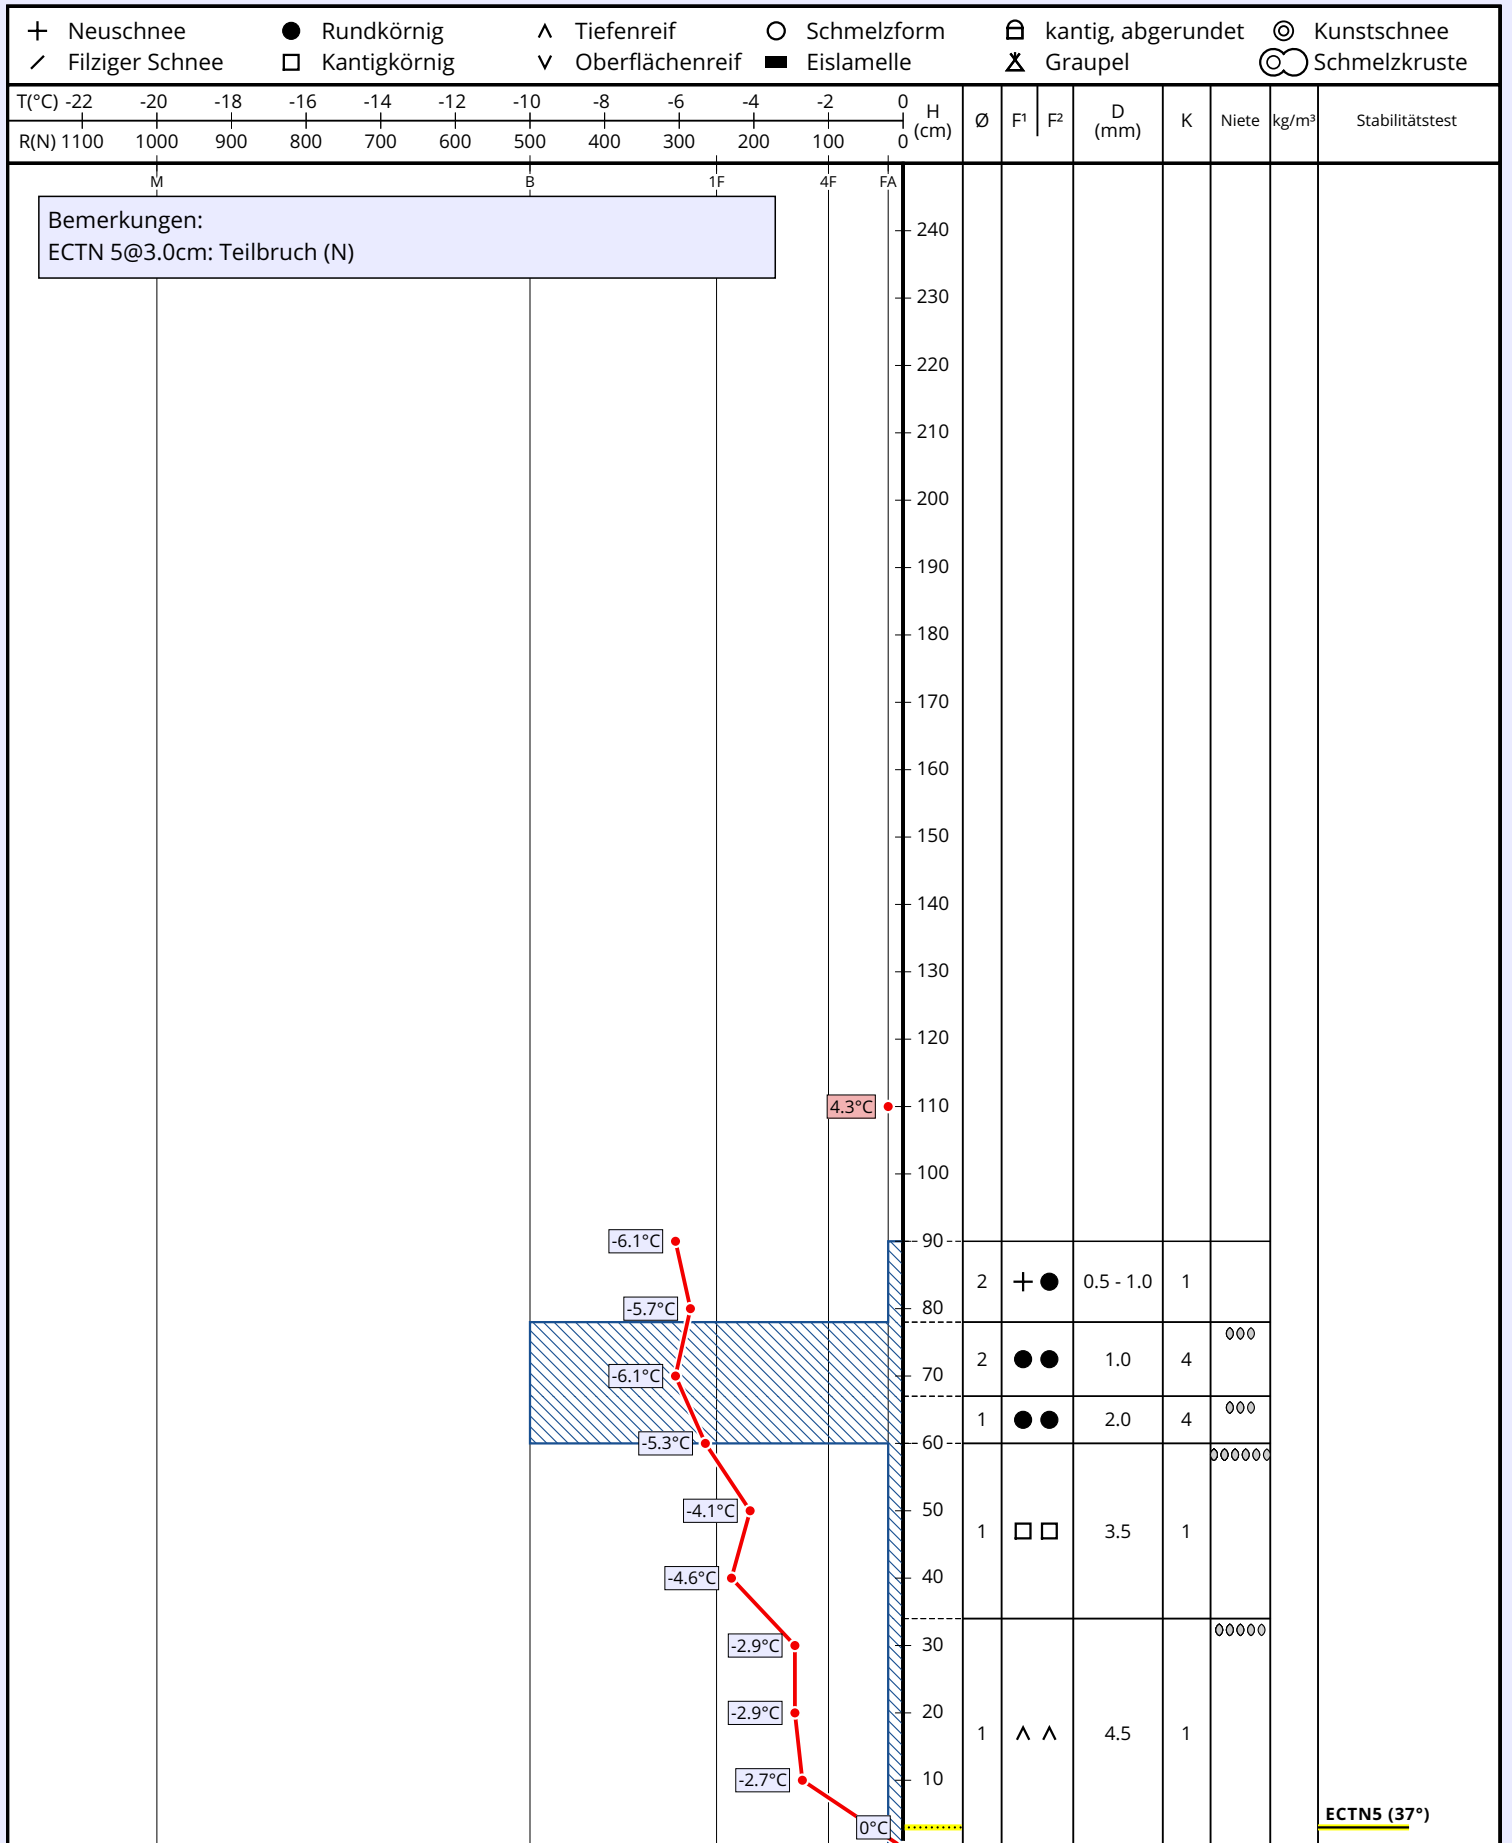 Neuschnee Rundkörnig Tiefenreif Schmelzform kantig, abgerundet Kunstschnee
Filziger Schnee Kantigkörnig Oberflächenreif Eislamelle Graupel Schmelzkruste
T(°C) -22 -20 -18 -16 -14 -12 -10 -8 -6 -4 -2 0
R(N) 1100 1000 900 800 700 600 500 400 300 200 100 0
H (cm) Ø F¹ F² D (mm) K Niete kg/m³ Stabilitätstest
M B 1F 4F FA
Bemerkungen:
ECTN 5@3.0cm: Teilbruch (N)
240
230
220
210
200
190
180
170
160
150
140
130
120
4.3°C 110
100
-6.1°C 90
2 0.5 - 1.0 1
-5.7°C 80
2 1.0 4
-6.1°C 70
1 2.0 4
-5.3°C 60
-4.1°C 50
1 3.5 1
-4.6°C 40
-2.9°C 30
-2.9°C 20
1 4.5 1
-2.7°C 10
ECTN5 (37°)
0°C